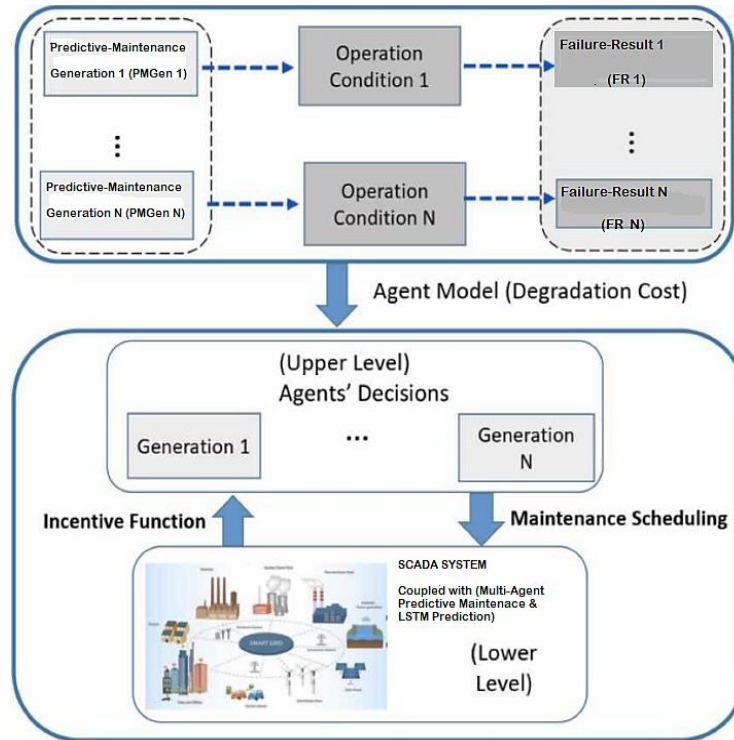 Predictive-Maintenance
Generation 1 (PMGen 1)
Operation
Condition 1
Failure-Result 1
(FR 1)
Predictive-Maintenance
Generation N (PMGen N)
Operation
Condition N
Failure-Result N
(FR N)
Agent Model (Degradation Cost)
(Upper Level)
Agents’ Decisions
Generation 1
...
Generation
N
Incentive Function
Maintenance Scheduling
SCADA SYSTEM
Coupled with (Multi-Agent
Predictive Maintenace &
LSTM Prediction)
(Lower
Level)
SMART GRID